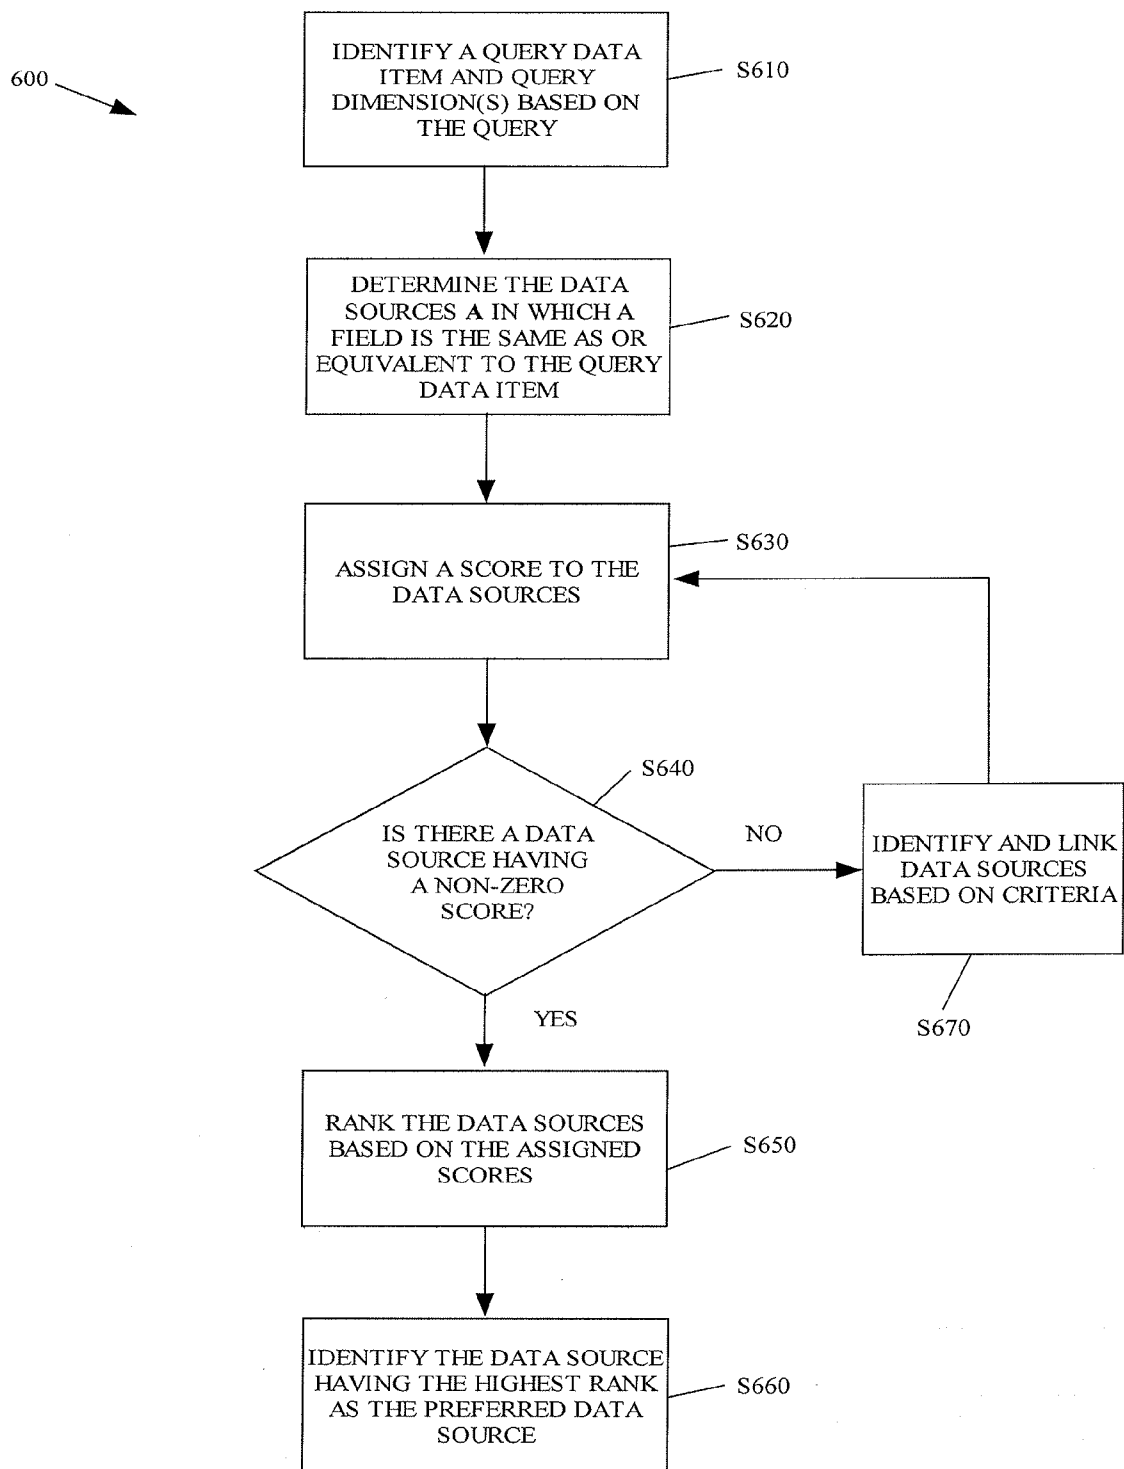 600
IDENTIFY A QUERY DATA
ITEM AND QUERY
DIMENSION(S) BASED ON
THE QUERY
S610
DETERMINE THE DATA
SOURCES A IN WHICH A
FIELD IS THE SAME AS OR
EQUIVALENT TO THE QUERY
DATA ITEM
S620
ASSIGN A SCORE TO THE
DATA SOURCES
S630
IS THERE A DATA
SOURCE HAVING
A NON-ZERO
SCORE?
S640
NO
IDENTIFY AND LINK
DATA SOURCES
BASED ON CRITERIA
S670
YES
RANK THE DATA SOURCES
BASED ON THE ASSIGNED
SCORES
S650
IDENTIFY THE DATA SOURCE
HAVING THE HIGHEST RANK
AS THE PREFERRED DATA
SOURCE
S660